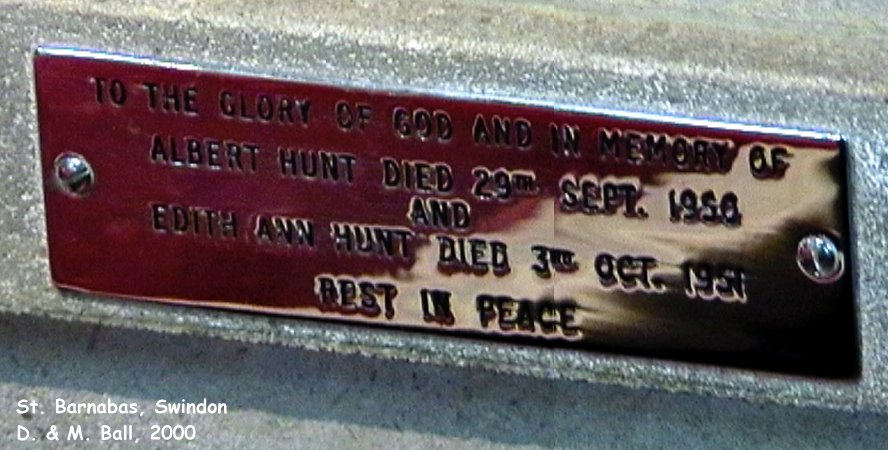 TO THE GLORY OF GOD AND IN MEMORY OF
ALBERT HUNT DIED 29TH SEPT. 1950
AND
EDITH ANN HUNT DIED 3RD OCT. 1951
REST IN PEACE
St. Barnabas, Swindon
D. & M. Ball, 2000